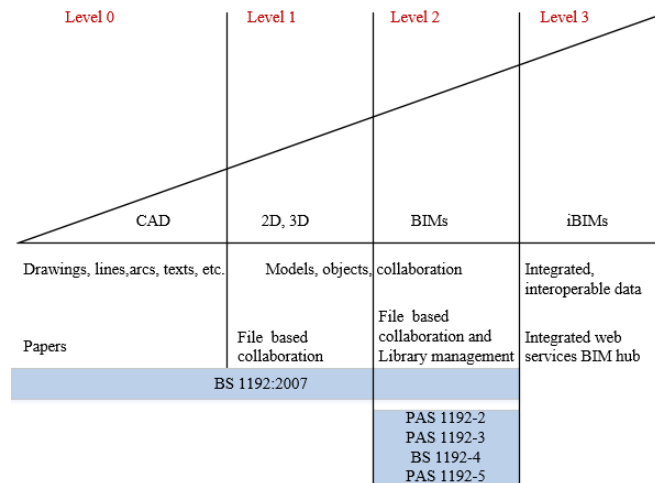 Level 0 Level 1 Level 2 Level 3
CAD 2D, 3D BIMs iBIMs
Drawings, lines,arcs, texts, etc. Models, objects, collaboration Integrated,
interoperable data
Papers File based
collaboration File based
collaboration and
Library management Integrated web
services BIM hub
BS 1192:2007
PAS 1192-2
PAS 1192-3
BS 1192-4
PAS 1192-5